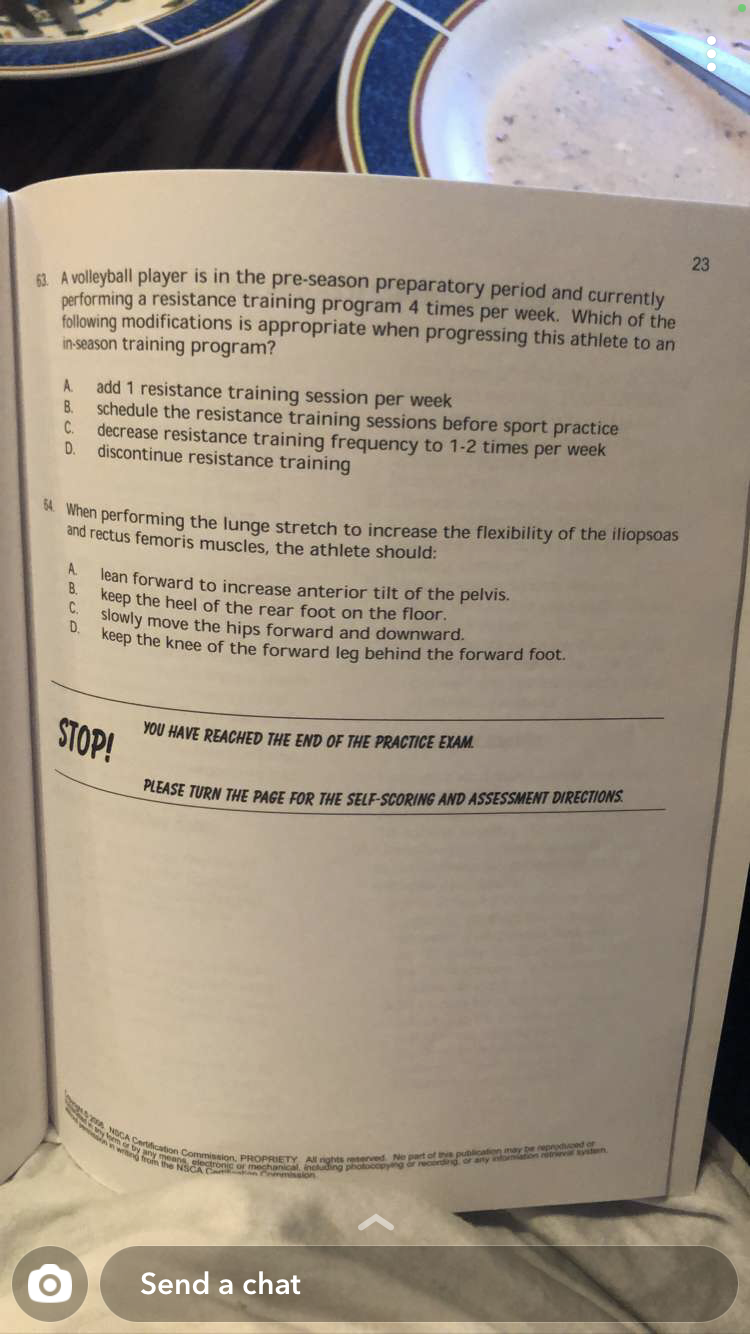 23
63. A volleyball player is in the pre-season preparatory period and currently
performing a resistance training program 4 times per week. Which of the
following modifications is appropriate when progressing this athlete to an
in-season training program?
A. add 1 resistance training session per week
B. schedule the resistance training sessions before sport practice
C. decrease resistance training frequency to 1-2 times per week
D. discontinue resistance training
64. When performing the lunge stretch to increase the flexibility of the iliopsoas
and rectus femoris muscles, the athlete should:
A. lean forward to increase anterior tilt of the pelvis.
B. keep the heel of the rear foot on the floor.
C. slowly move the hips forward and downward.
D. keep the knee of the forward leg behind the forward foot.
STOP!
YOU HAVE REACHED THE END OF THE PRACTICE EXAM.
PLEASE TURN THE PAGE FOR THE SELF-SCORING AND ASSESSMENT DIRECTIONS.
NSCA Certification Commission, PROPRIETY. All rights reserved. No part of this publication may be reproduced or
in any form or by any means, electronic or mechanical, including photocopying or recording, or any information retrieval system,
in writing from the NSCA Certification Commission.
Send a chat